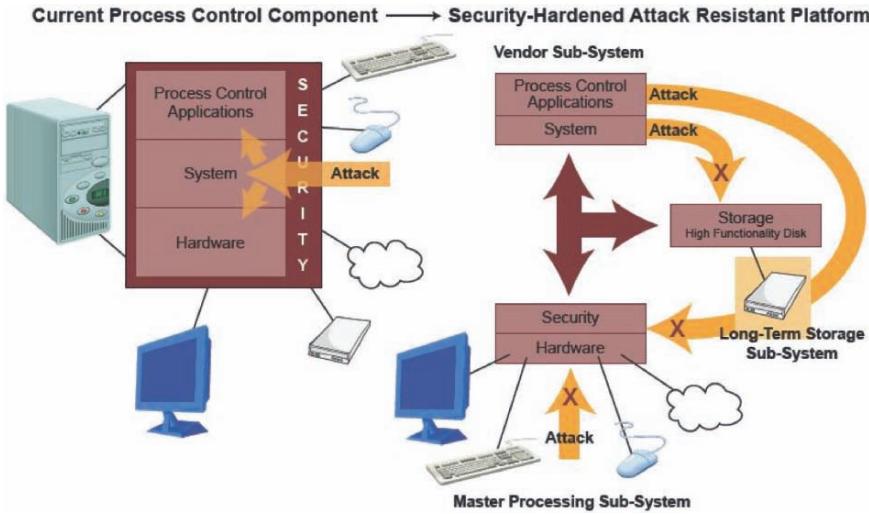 Current Process Control Component
Security-Hardened Attack Resistant Platform
Process Control
Applications
System
Hardware
SECURITY
Attack
Vendor Sub-System
Process Control
Applications
System
Attack
Attack
X
Storage
High Functionality Disk
Long-Term Storage
Sub-System
X
Security
Hardware
X
Attack
Master Processing Sub-System